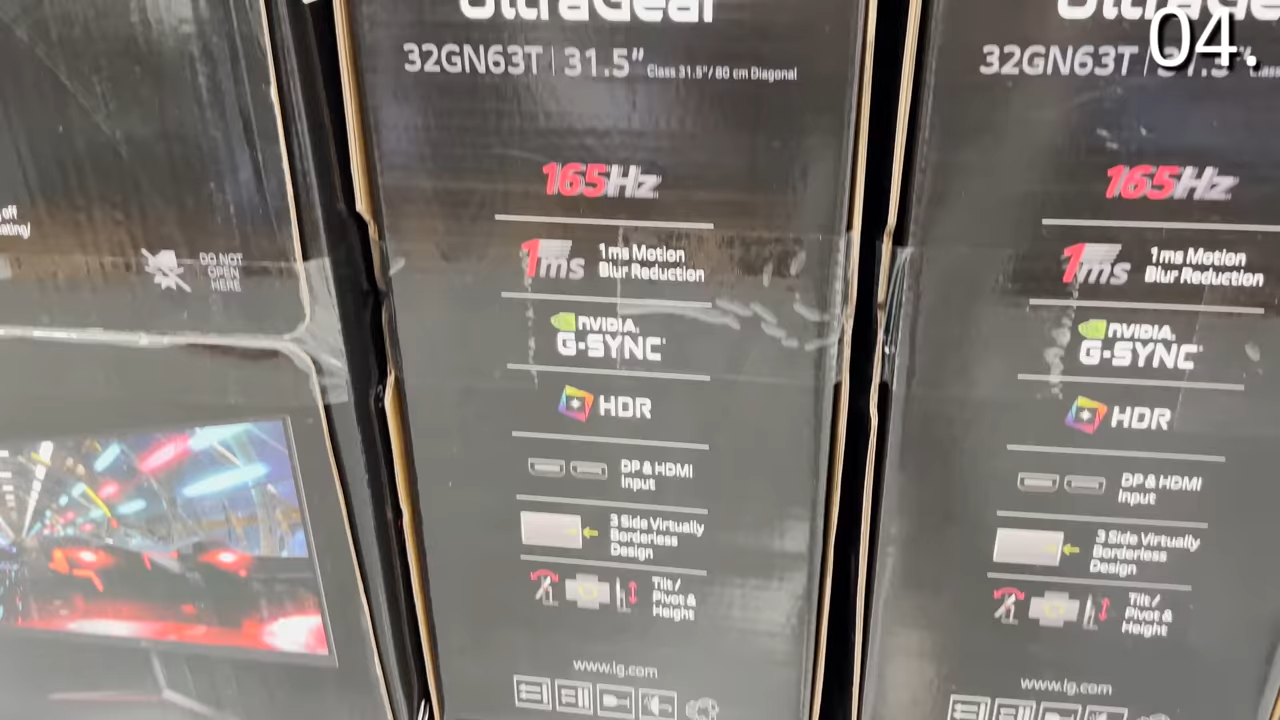 04.
off
DO NOT
OPEN
HERE
UltraGear
32GN63T | 31.5” Class 31.5"/80 cm Diagonal
165Hz
1ms 1ms Motion
Blur Reduction
NVIDIA.
G-SYNC
HDR
DP & HDMI
Input
3 Side Virtually
Borderless
Design
Tilt /
Pivot &
Height
www.lg.com
32GN63T
165Hz
1ms 1ms Motion
Blur Reduction
NVIDIA.
G-SYNC
HDR
DP & HDMI
Input
3 Side Virtually
Borderless
Design
Tilt /
Pivot &
Height
www.lg.com